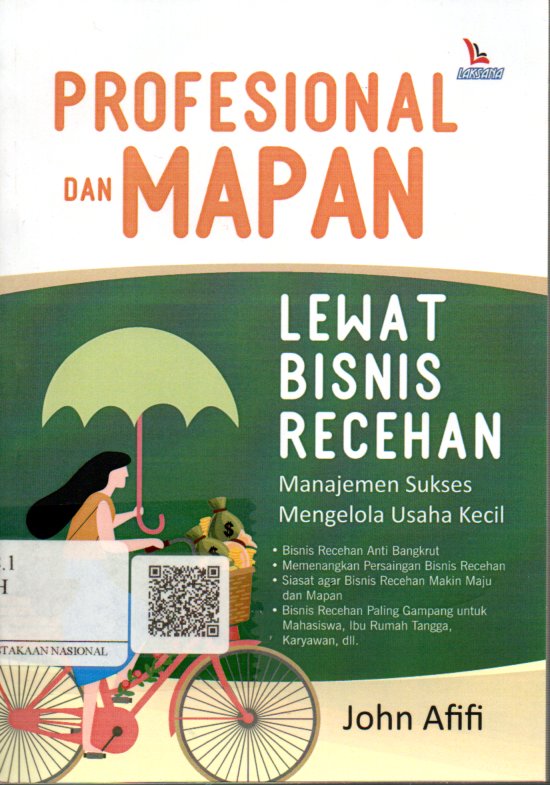 LAKSANA
PROFESIONAL
DAN MAPAN
LEWAT
BISNIS
RECEHAN
Manajemen Sukses
Mengelola Usaha Kecil
• Bisnis Recehan Anti Bangkrut
• Memenangkan Persaingan Bisnis Recehan
• Siasat agar Bisnis Recehan Makin Maju
dan Mapan
• Bisnis Recehan Paling Gampang untuk
Mahasiswa, Ibu Rumah Tangga,
Karyawan, dll.
.1
H
STAKAAN NASIONAL
John Afifi